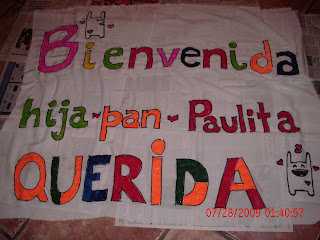 Bienvenida
hija-pan-Paulita
QUERIDA
07/28/2009 01:40:57